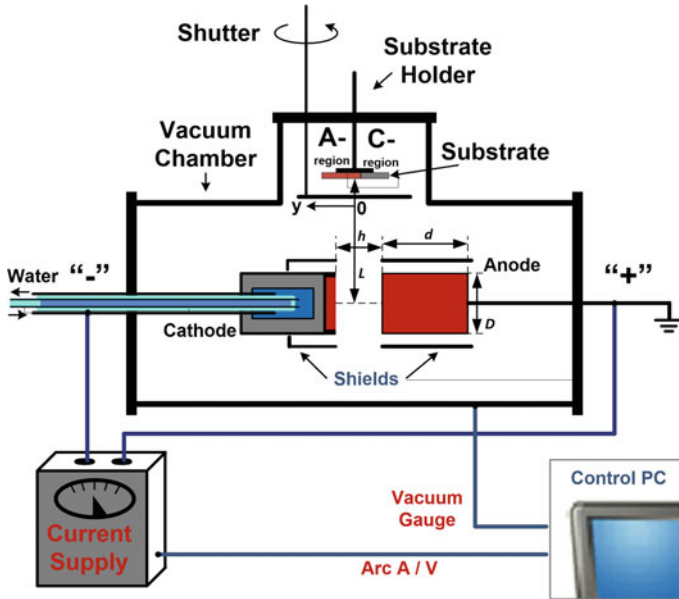 Shutter
Substrate
Holder
Vacuum
Chamber
A-
C-
region
region
Substrate
y
0
h
d
L
Water
“-”
Anode
“+”
Cathode
D
Shields
Control PC
Vacuum
Gauge
Current
Supply
Arc A / V